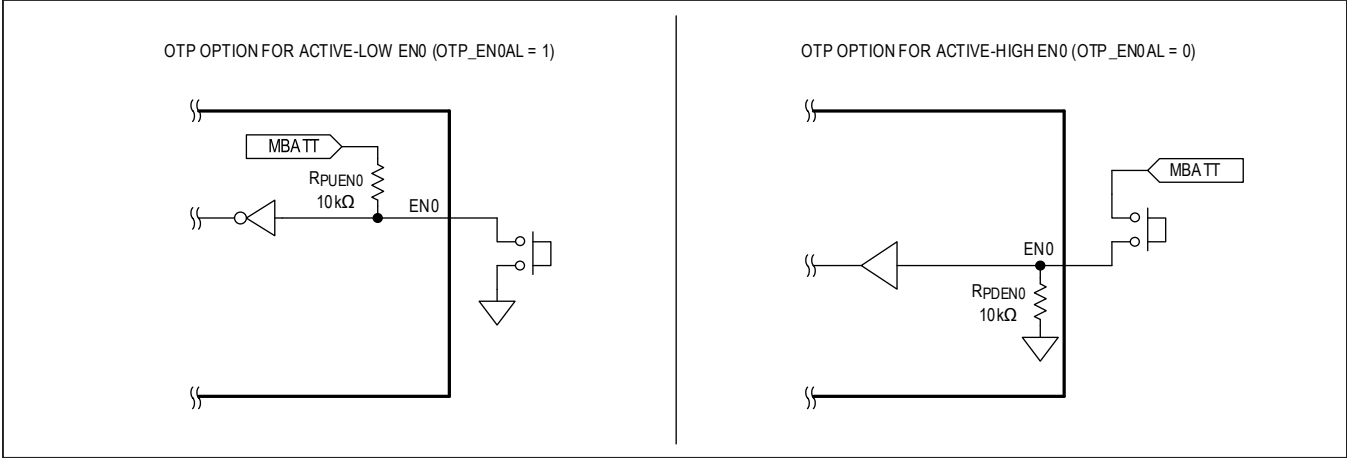 OTP OPTION FOR ACTIVE-LOW EN0 (OTP_EN0AL = 1)
MBATT
RPUEN0
10kΩ
EN0
OTP OPTION FOR ACTIVE-HIGH EN0 (OTP_EN0AL = 0)
MBATT
EN0
RPDEN0
10kΩ